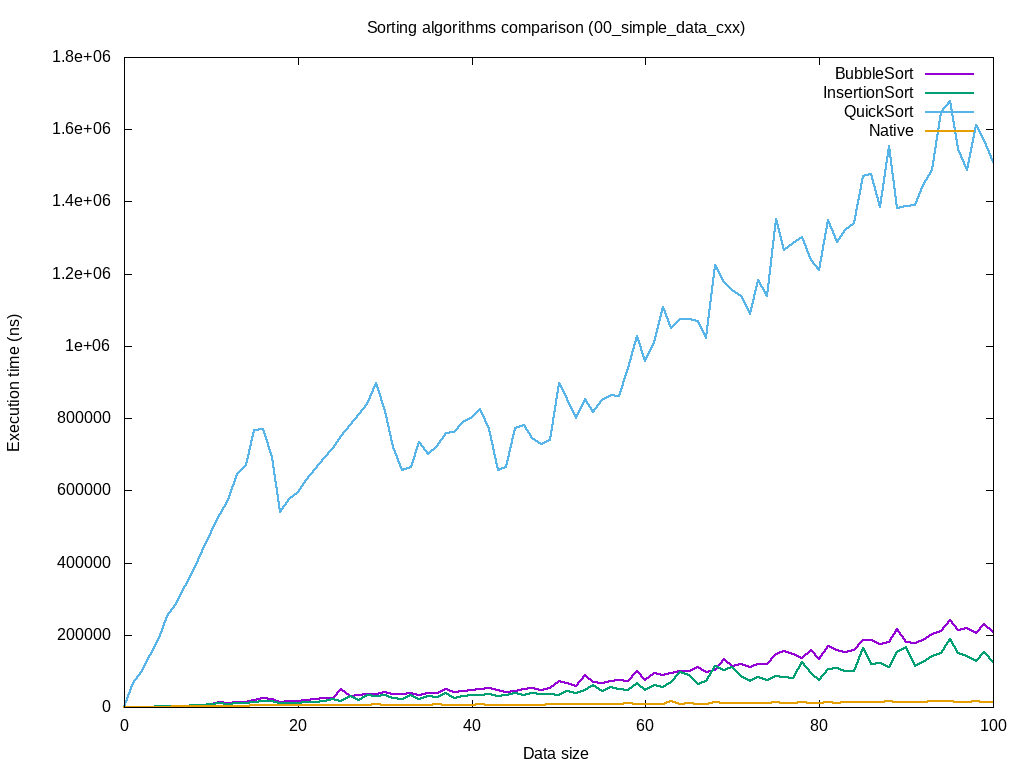 Sorting algorithms comparison (00_simple_data_cxx)
1.8e+06
1.6e+06
1.4e+06
1.2e+06
1e+06
800000
600000
400000
200000
0
Execution time (ns)
BubbleSort
InsertionSort
QuickSort
Native
0 20 40 60 80 100
Data size